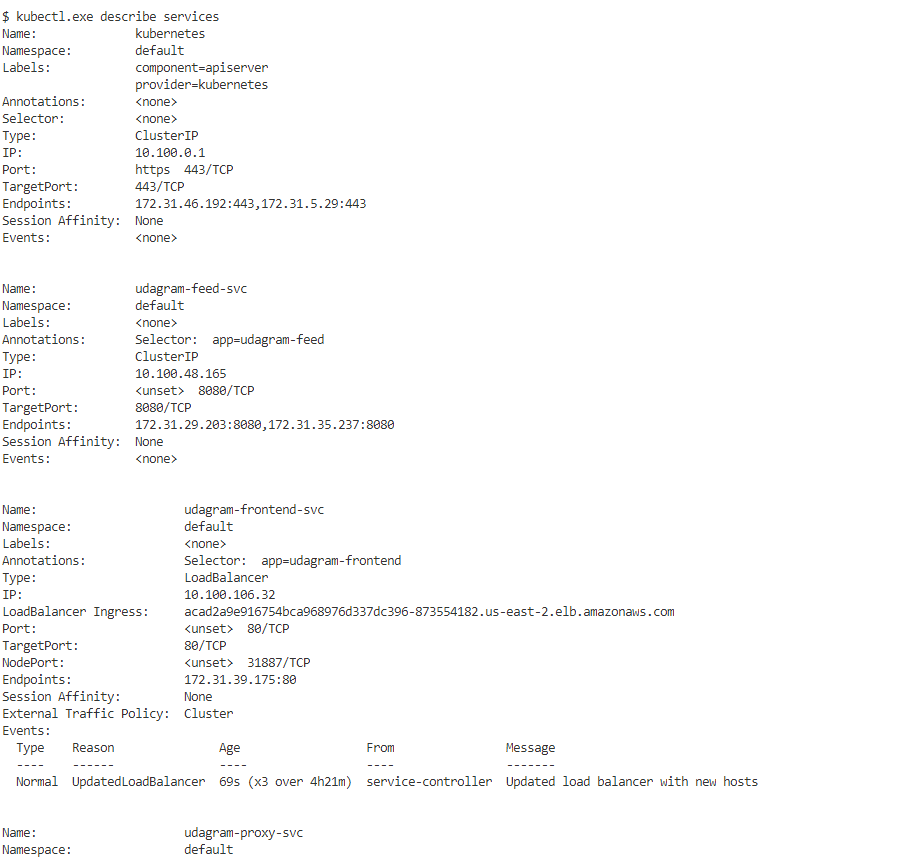 $ kubectl.exe describe services
Name:              kubernetes
Namespace:         default
Labels:            component=apiserver
                   provider=kubernetes
Annotations:       <none>
Selector:          <none>
Type:              ClusterIP
IP:                10.100.0.1
Port:              https  443/TCP
TargetPort:        443/TCP
Endpoints:         172.31.46.192:443,172.31.5.29:443
Session Affinity:  None
Events:            <none>

Name:              udagram-feed-svc
Namespace:         default
Labels:            <none>
Annotations:       Selector:  app=udagram-feed
Type:              ClusterIP
IP:                10.100.48.165
Port:              <unset>  8080/TCP
TargetPort:        8080/TCP
Endpoints:         172.31.29.203:8080,172.31.35.237:8080
Session Affinity:  None
Events:            <none>

Name:                     udagram-frontend-svc
Namespace:                default
Labels:                   <none>
Annotations:              Selector:  app=udagram-frontend
Type:                     LoadBalancer
IP:                       10.100.106.32
LoadBalancer Ingress:     acad2a9e916754bca968976d337dc396-873554182.us-east-2.elb.amazonaws.com
Port:                     <unset>  80/TCP
TargetPort:               80/TCP
NodePort:                 <unset>  31887/TCP
Endpoints:                172.31.39.175:80
Session Affinity:         None
External Traffic Policy:  Cluster
Events:
  Type    Reason               Age                  From                Message
  ----    ------               ----                 ----                -------
  Normal  UpdatedLoadBalancer  69s (x3 over 4h21m)  service-controller  Updated load balancer with new hosts

Name:                     udagram-proxy-svc
Namespace:                default